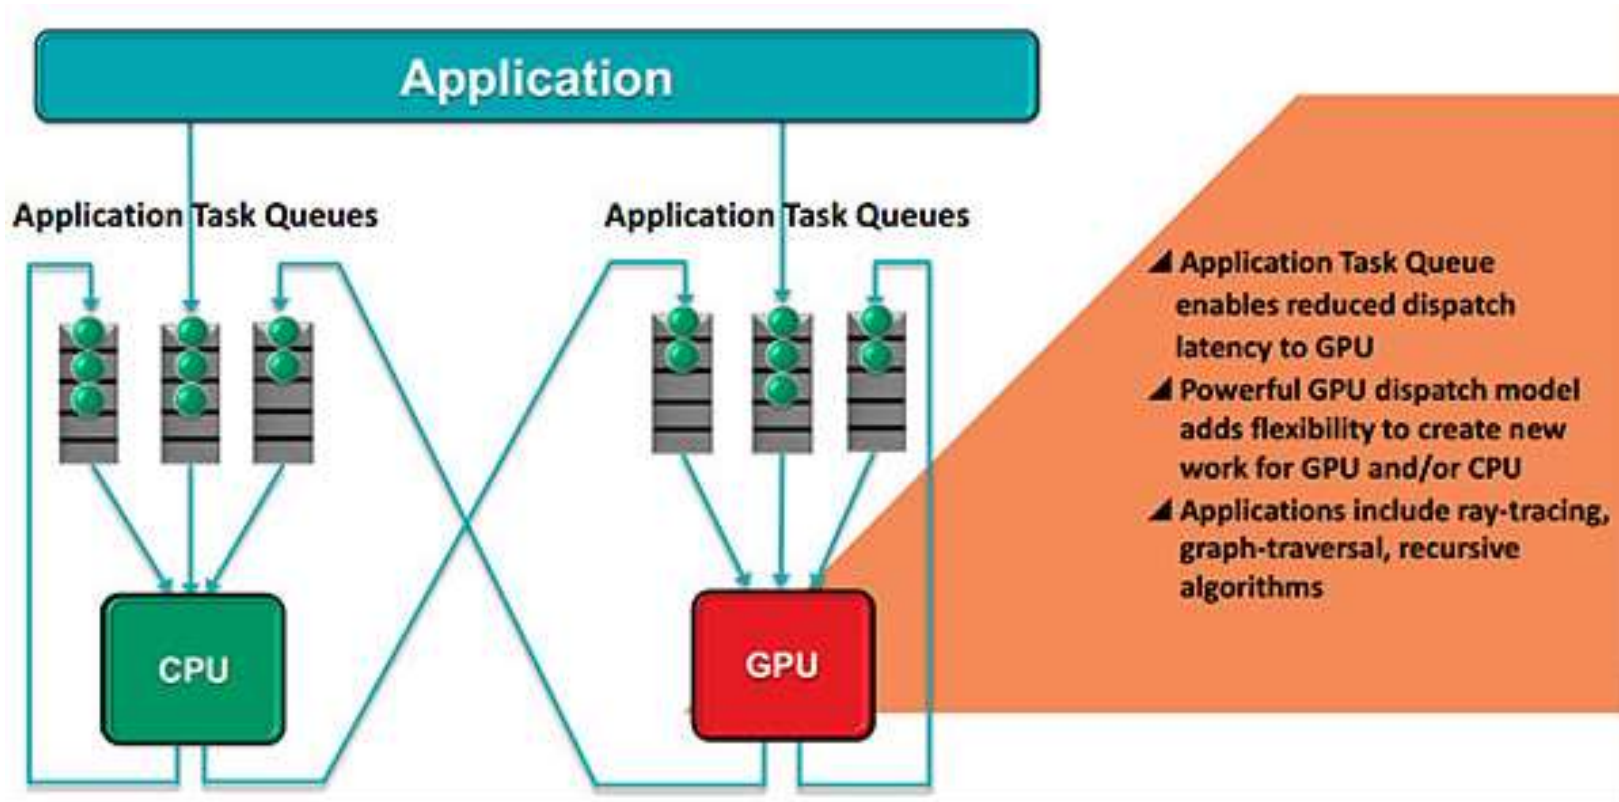 Application
Application Task Queues
Application Task Queues
CPU
GPU
Application Task Queue
enables reduced dispatch
latency to GPU
Powerful GPU dispatch model
adds flexibility to create new
work for GPU and/or CPU
Applications include ray-tracing,
graph-traversal, recursive
algorithms